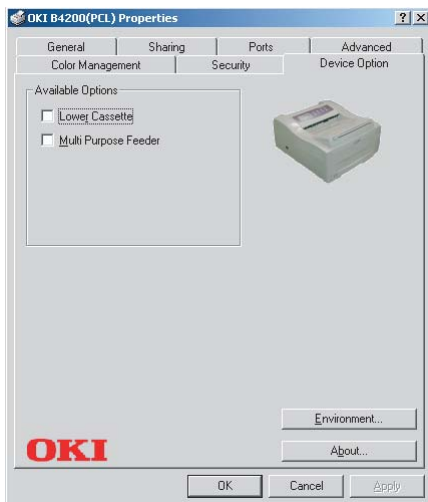 OKI B4200(PCL) Properties
General Sharing Ports Advanced
Color Management Security Device Option
Available Options
Lower Cassette
Multi Purpose Feeder
Environment...
OKI
About...
OK Cancel Apply